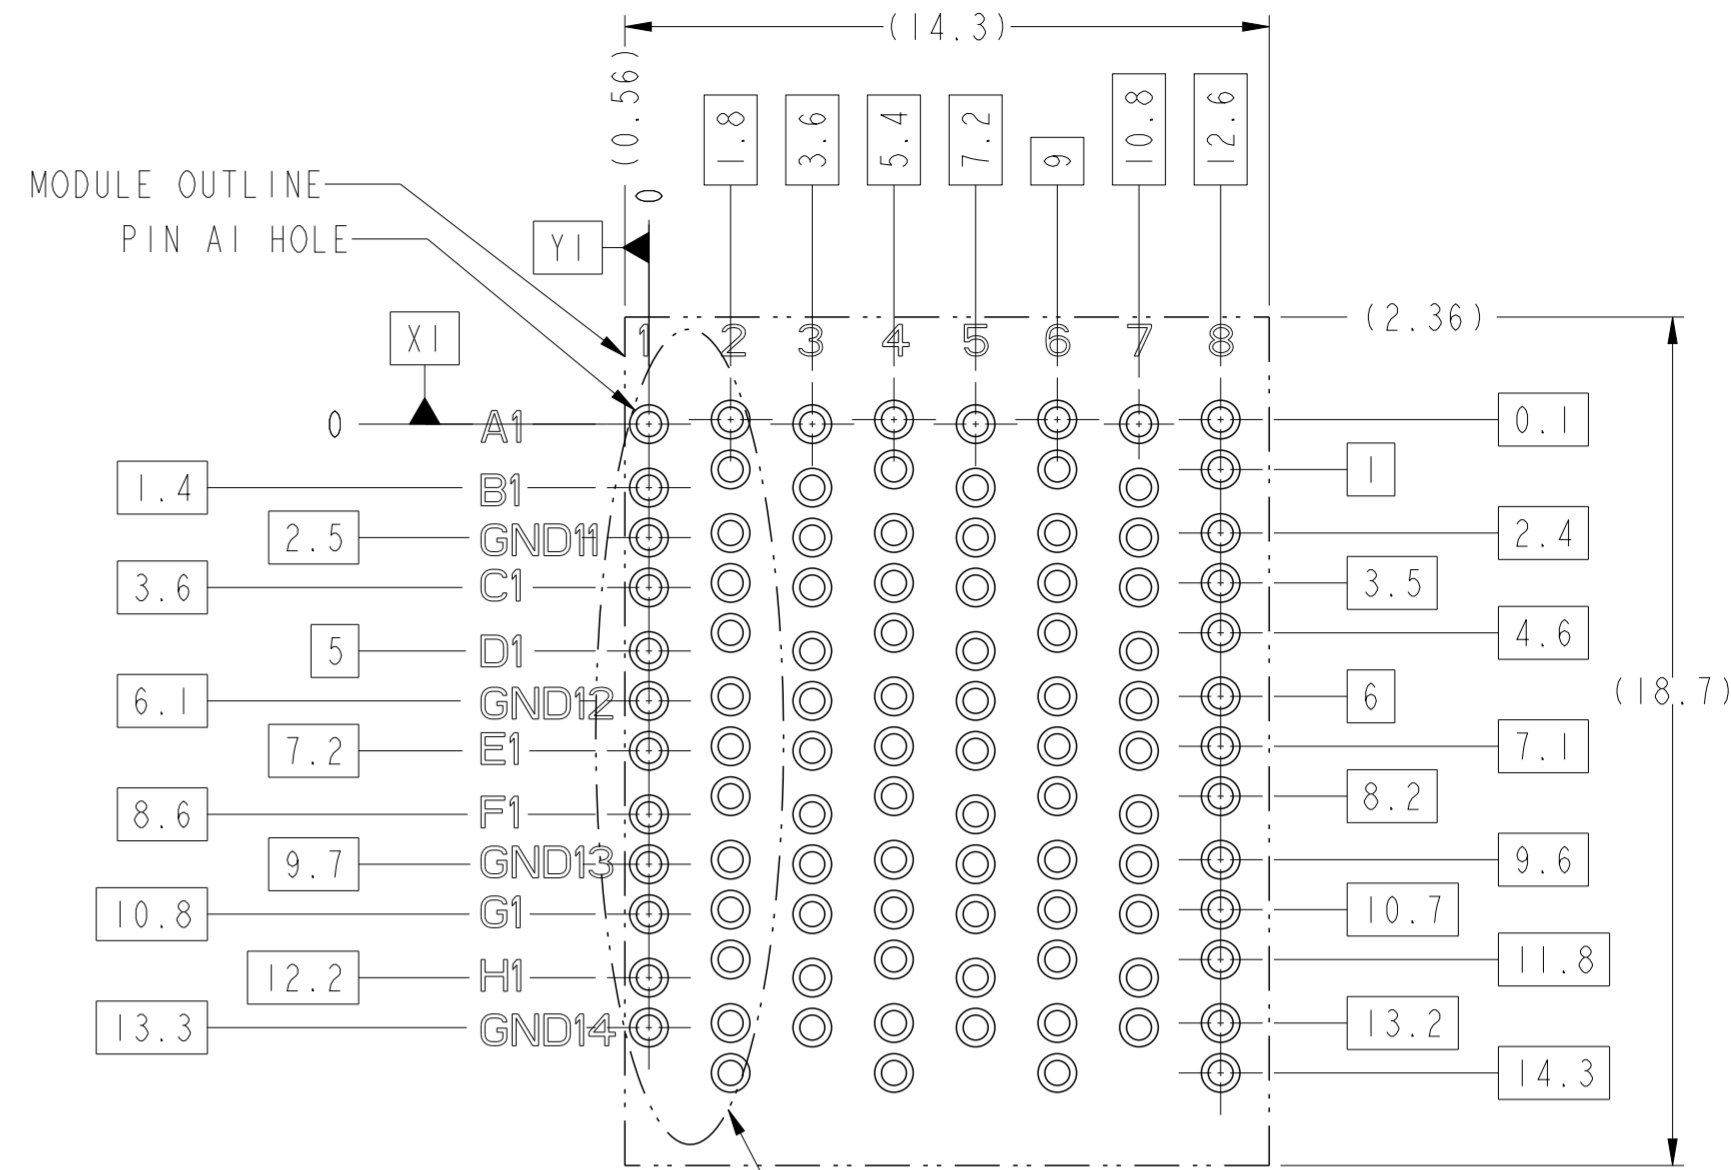 (14.3)
(0.56)
0
1.8
3.6
5.4
7.2
9
10.8
12.6
MODULE OUTLINE
PIN A1 HOLE
Y1
X1
(2.36)
1 2 3 4 5 6 7 8
0 A1 0.1
1
1.4 B1
2.5 GND11 2.4
3.6 C1 3.5
4.6
5 D1
6.1 GND12 6
(18.7)
7.2 E1 7.1
8.2
8.6 F1
9.7 GND13 9.6
10.8 G1 10.7
11.8
12.2 H1
13.3 GND14 13.2
14.3